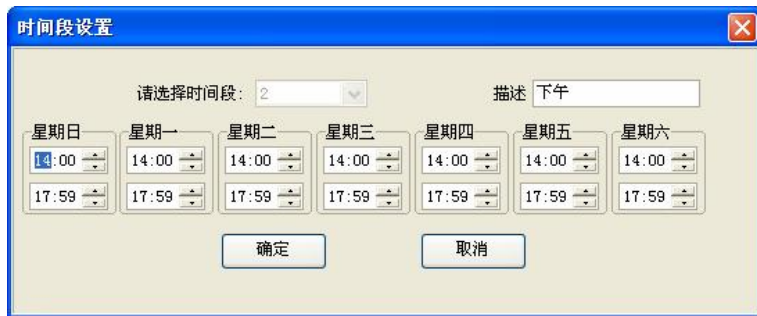 时间段设置
请选择时间段: 2 描述 下午
星期日 星期一 星期二 星期三 星期四 星期五 星期六
14:00 14:00 14:00 14:00 14:00 14:00 14:00
17:59 17:59 17:59 17:59 17:59 17:59 17:59
确定 取消